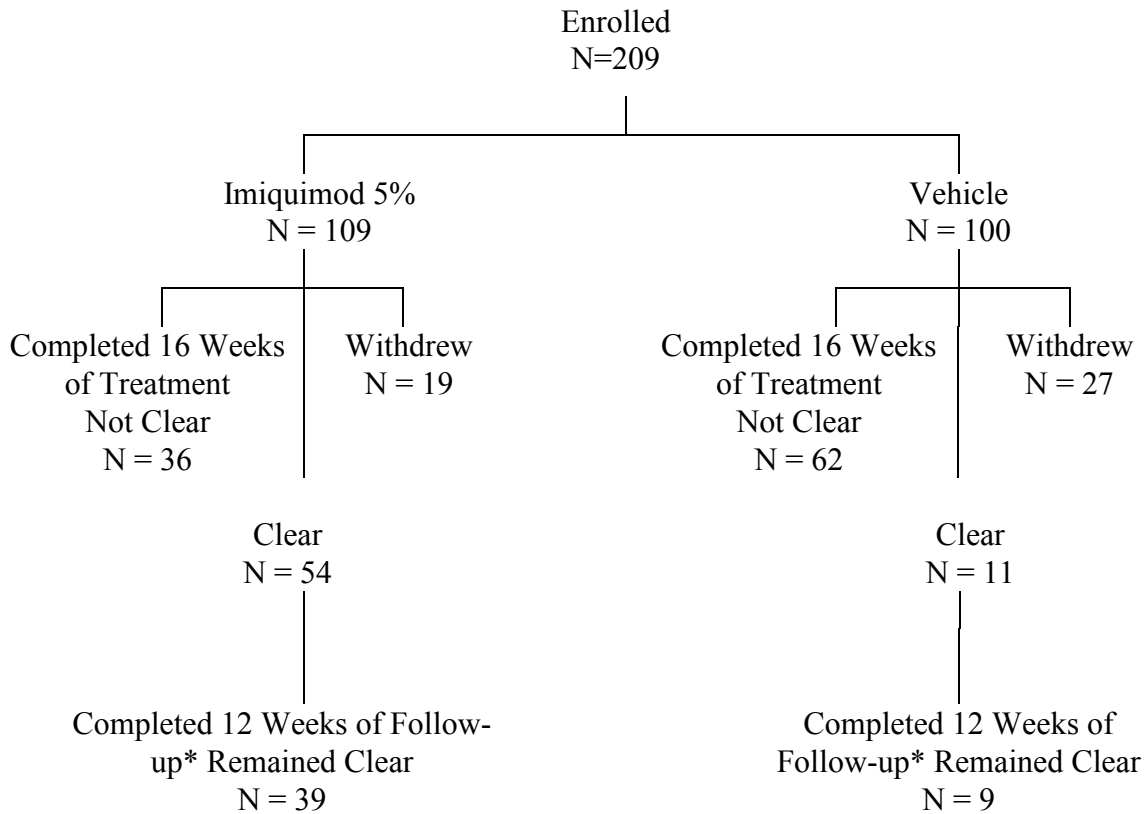 Enrolled
N=209
Imiquimod 5%
N = 109
Vehicle
N = 100
Completed 16 Weeks
of Treatment
Not Clear
N = 36
Withdrew
N = 19
Completed 16 Weeks
of Treatment
Not Clear
N = 62
Withdrew
N = 27
Clear
N = 54
Clear
N = 11
Completed 12 Weeks of Follow-
up* Remained Clear
N = 39
Completed 12 Weeks of
Follow-up* Remained Clear
N = 9